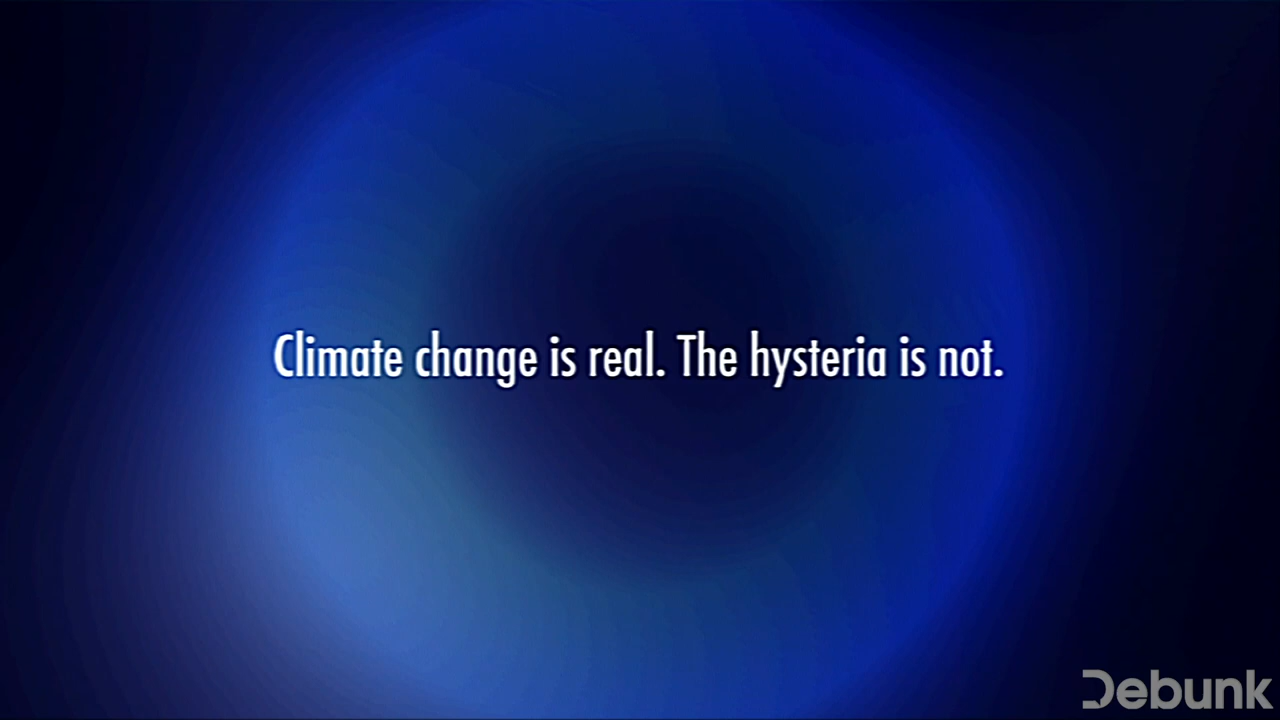 Climate change is real. The hysteria is not.
Debunk